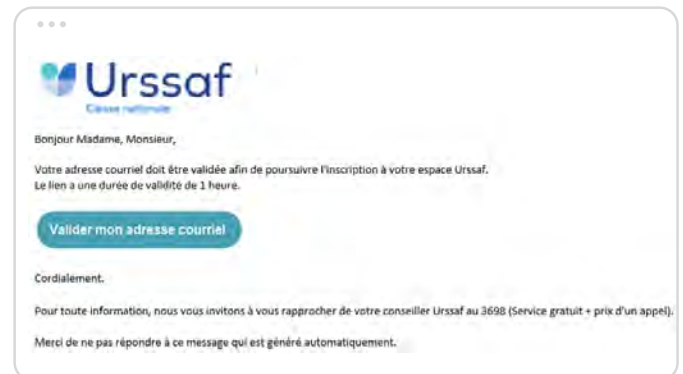 Urssaf
Caisse nationale
Bonjour Madame, Monsieur,
Votre adresse courriel doit être validée afin de poursuivre l'inscription à votre espace Urssaf.
Le lien a une durée de validité de 1 heure.
Valider mon adresse courriel
Cordialement.
Pour toute information, nous vous invitons à vous rapprocher de votre conseiller Urssaf au 3698 (Service gratuit + prix d'un appel).
Merci de ne pas répondre à ce message qui est généré automatiquement.